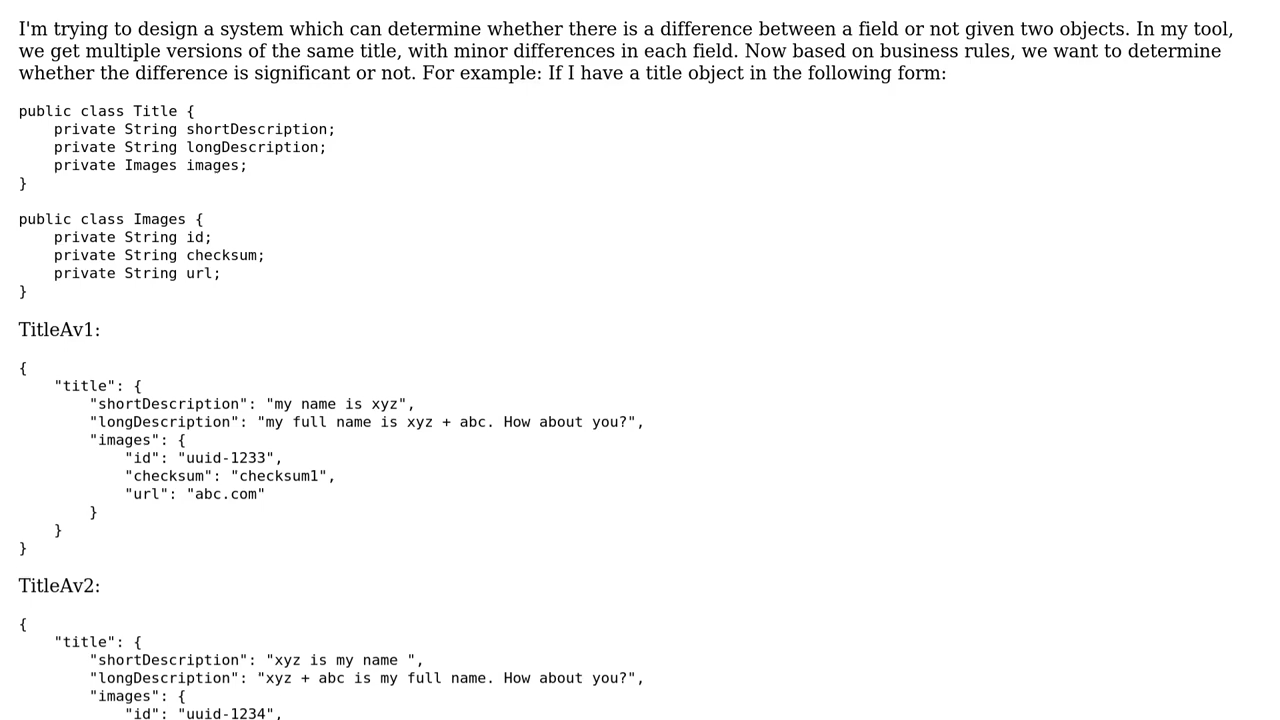 I'm trying to design a system which can determine whether there is a difference between a field or not given two objects. In my tool,
we get multiple versions of the same title, with minor differences in each field. Now based on business rules, we want to determine
whether the difference is significant or not. For example: If I have a title object in the following form:
public class Title {
    private String shortDescription;
    private String longDescription;
    private Images images;
}
public class Images {
    private String id;
    private String checksum;
    private String url;
}
TitleAv1:
{
    "title": {
        "shortDescription": "my name is xyz",
        "longDescription": "my full name is xyz + abc. How about you?",
        "images": {
            "id": "uuid-1233",
            "checksum": "checksum1",
            "url": "abc.com"
        }
    }
}
TitleAv2:
{
    "title": {
        "shortDescription": "xyz is my name ",
        "longDescription": "xyz + abc is my full name. How about you?",
        "images": {
            "id": "uuid-1234",